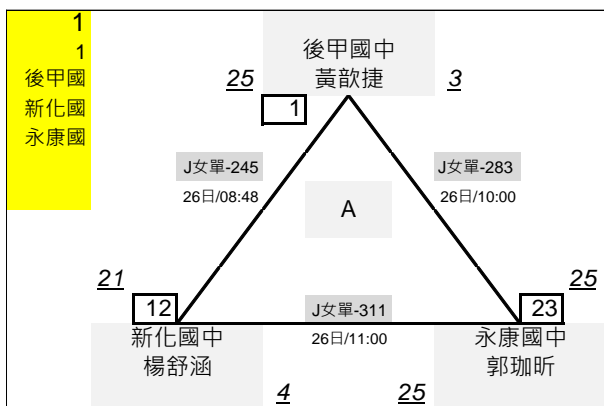 1
1
後甲國
新化國
永康國
後甲國中
黃歆捷
25
3
1
J女單-245
26日/08:48
J女單-283
26日/10:00
A
21
25
12
23
J女單-311
26日/11:00
新化國中
楊舒涵
永康國中
郭珈昕
4
25